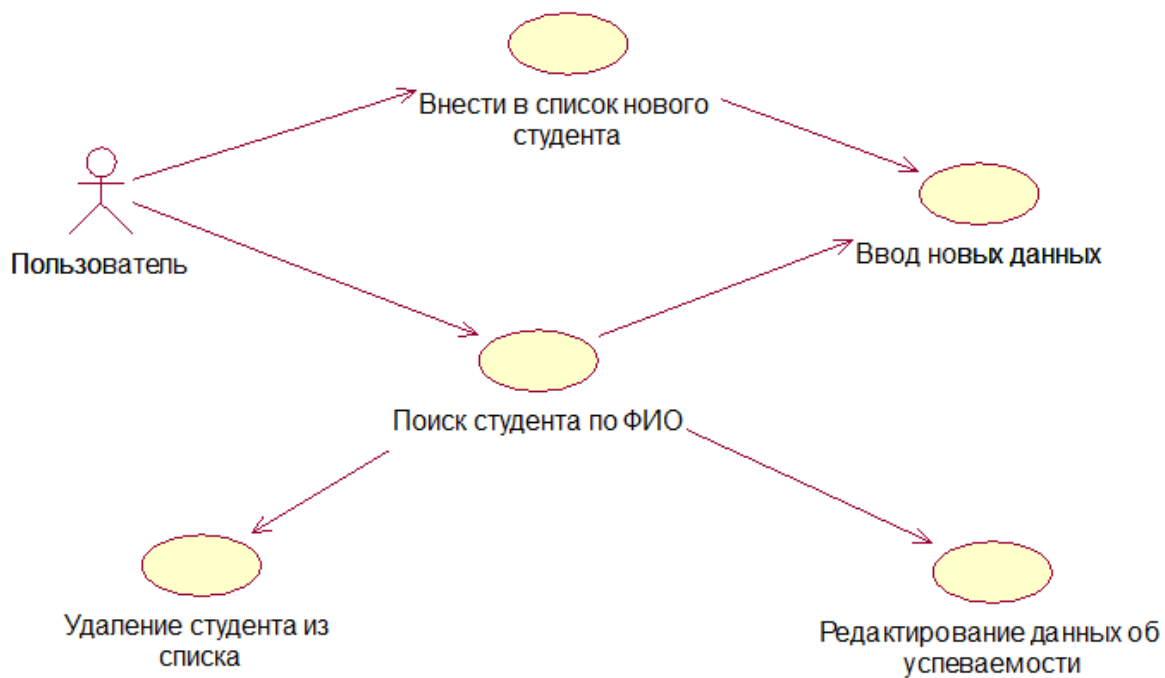 Внести в список нового
студента
Пользователь
Ввод новых данных
Поиск студента по ФИО
Удаление студента из
списка
Редактирование данных об
успеваемости